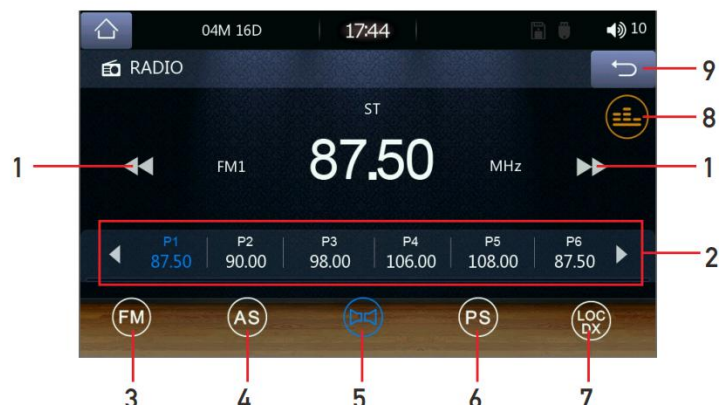 04M 16D 17:44 10
RADIO 9
ST 8
1 FM1 87.50 MHz 1
P1 P2 P3 P4 P5 P6
87.50 90.00 98.00 106.00 108.00 87.50 2
FM AS PS LOC DX
3 4 5 6 7